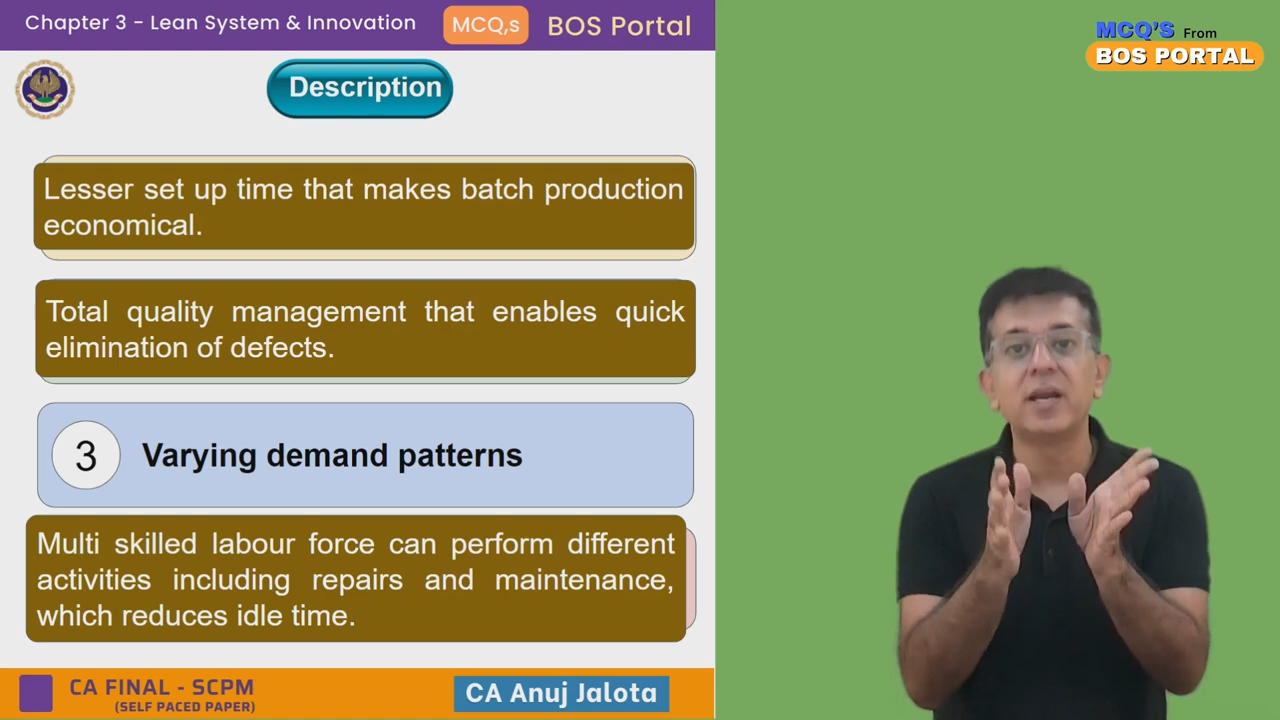 Chapter 3 - Lean System & Innovation
MCQ,s
BOS Portal
MCQ'S From
BOS PORTAL
Description
Lesser set up time that makes batch production
economical.
Total quality management that enables quick
elimination of defects.
3
Varying demand patterns
Multi skilled labour force can perform different
activities including repairs and maintenance,
which reduces idle time.
CA FINAL - SCPM
(SELF PACED PAPER)
CA Anuj Jalota